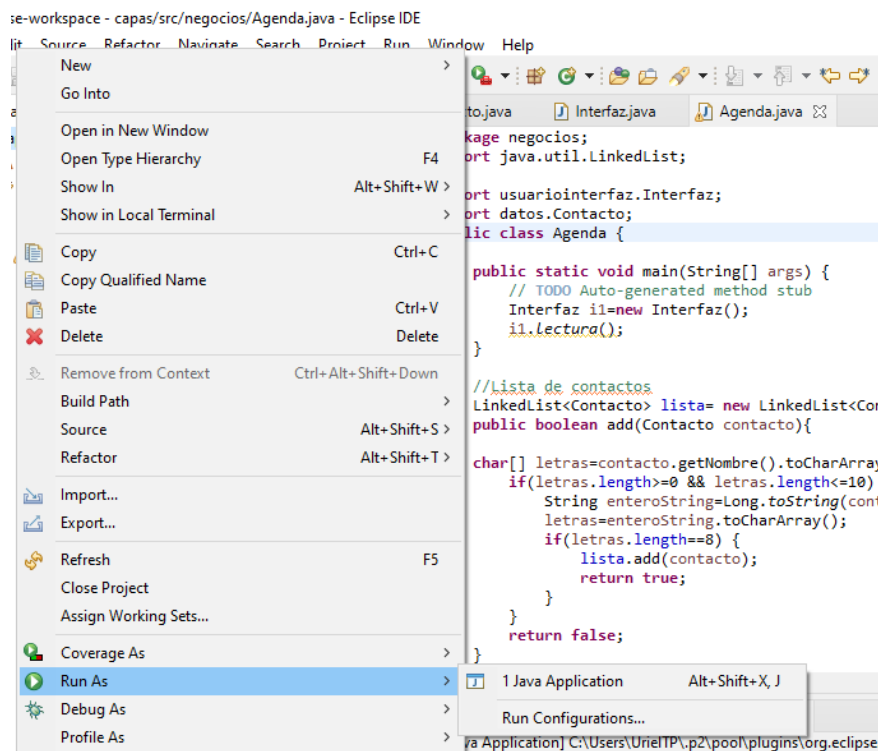 se-workspace - capas/src/negocios/Agenda.java - Eclipse IDE
Source Refactor Navigate Search Project Run Window Help
New
Go Into
Open in New Window
Open Type Hierarchy F4
Show In Alt+Shift+W >
Show in Local Terminal
Copy Ctrl+C
Copy Qualified Name
Paste Ctrl+V
Delete Delete
Remove from Context Ctrl+Alt+Shift+Down
Build Path
Source Alt+Shift+S >
Refactor Alt+Shift+T >
Import...
Export...
Refresh F5
Close Project
Assign Working Sets...
Coverage As
Run As
Debug As
Profile As
1 Java Application Alt+Shift+X, J
Run Configurations...
to.java Interfaz.java Agenda.java
kage negocios;
ort java.util.LinkedList;
ort usuariointerfaz.Interfaz;
ort datos.Contacto;
lic class Agenda {
public static void main(String[] args) {
// TODO Auto-generated method stub
Interfaz i1=new Interfaz();
i1.lectura();
}
//Lista de contactos
LinkedList<Contacto> lista= new LinkedList<Con
public boolean add(Contacto contacto){
char[] letras=contacto.getNombre().toCharArray
if(letras.length>=0 && letras.length<=10)
String enteroString=Long.toString(cont
letras=enteroString.toCharArray();
if(letras.length==8) {
lista.add(contacto);
return true;
}
}
return false;
}
va Application] C:\Users\UrielTP\.p2\pool\plugins\org.eclipse